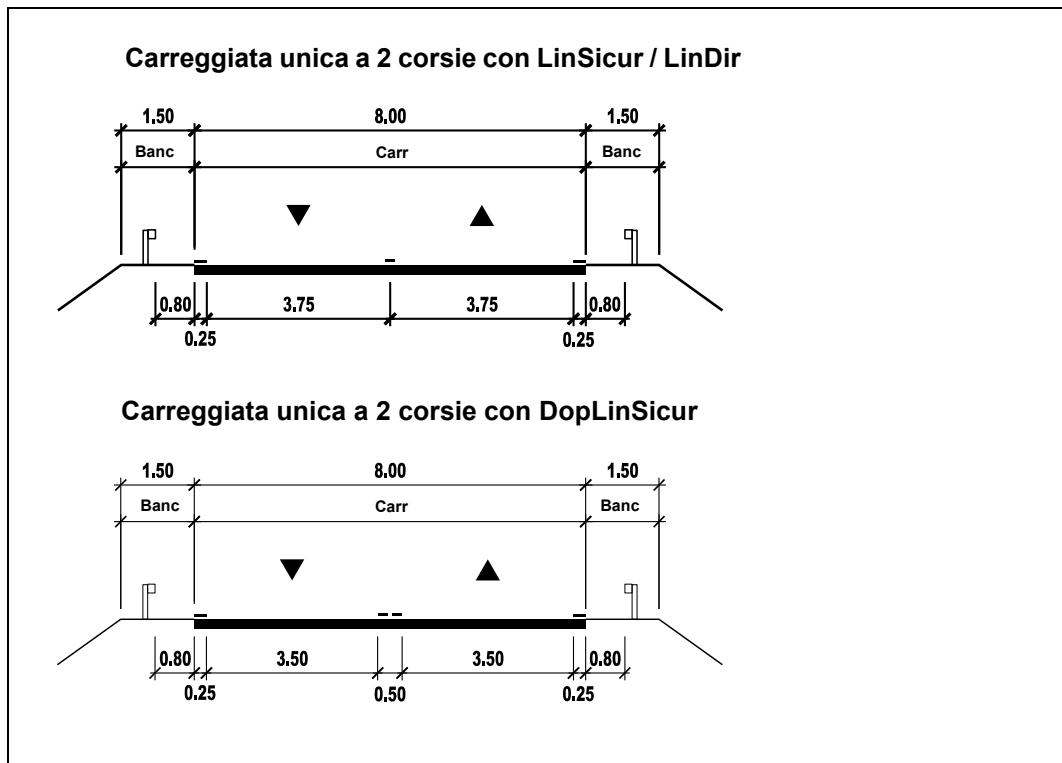 Carreggiata unica a 2 corsie con LinSicur / LinDir
1.50 8.00 1.50
Banc Carr Banc
0.80 3.75 3.75 0.80
0.25 0.25
Carreggiata unica a 2 corsie con DopLinSicur
1.50 8.00 1.50
Banc Carr Banc
0.80 3.50 3.50 0.80
0.25 0.50 0.25